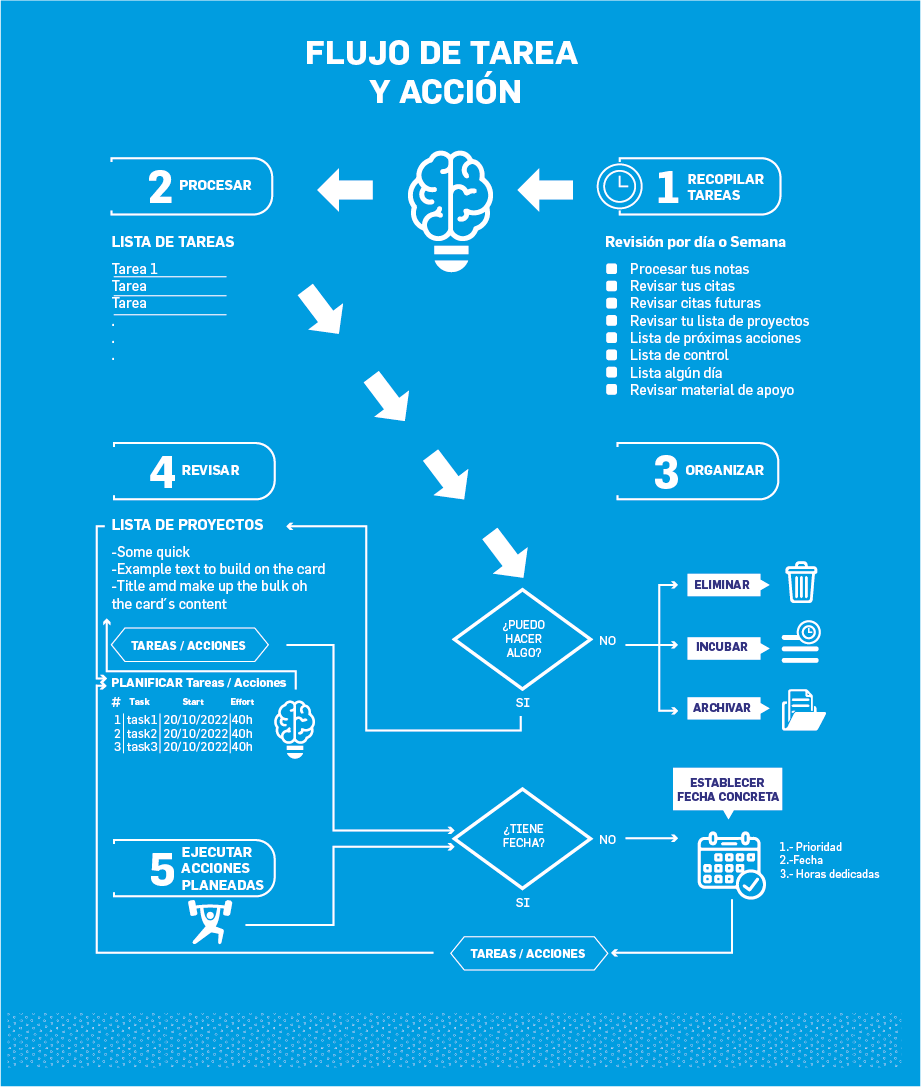 FLUJO DE TAREA
Y ACCIÓN
1 RECOPILAR
TAREAS
Revisión por día o Semana
Procesar tus notas
Revisar tus citas
Revisar citas futuras
Revisar tu lista de proyectos
Lista de próximas acciones
Lista de control
Lista algún día
Revisar material de apoyo
2 PROCESAR
LISTA DE TAREAS
Tarea 1
Tarea
Tarea
.
.
.
3 ORGANIZAR
¿PUEDO
HACER
ALGO?
NO
SI
ELIMINAR
INCUBAR
ARCHIVAR
4 REVISAR
LISTA DE PROYECTOS
-Some quick
-Example text to build on the card
-Title amd make up the bulk oh
the card´s content
TAREAS / ACCIONES
PLANIFICAR Tareas / Acciones
# Task Start Effort
1| task1| 20/10/2022|40h
2| task2| 20/10/2022|40h
3| task3| 20/10/2022|40h
¿TIENE
FECHA?
NO
SI
ESTABLECER
FECHA CONCRETA
1.- Prioridad
2.-Fecha
3.- Horas dedicadas
5 EJECUTAR
ACCIONES
PLANEADAS
TAREAS / ACCIONES